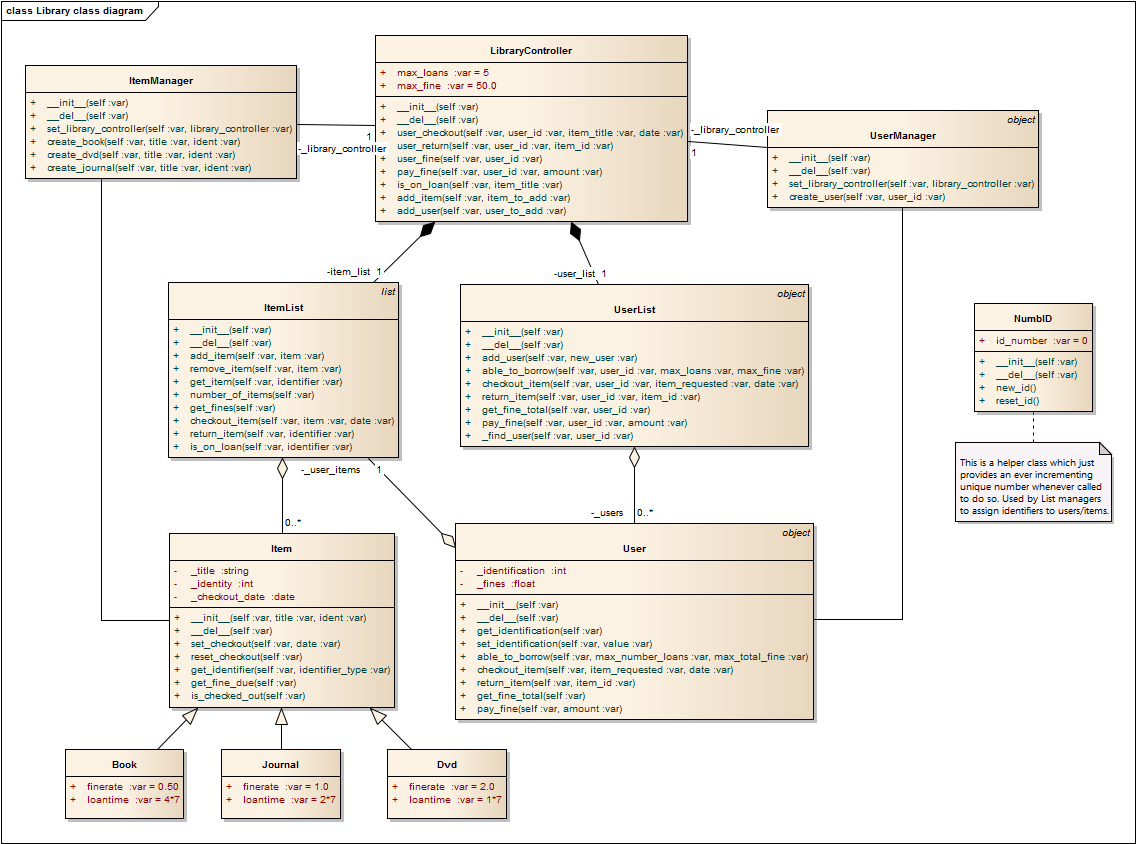 class Library class diagram
LibraryController
+ max_loans :var = 5
+ max_fine :var = 50.0
+ __init__(self :var)
+ __del__(self :var)
+ user_checkout(self :var, user_id :var, item_title :var, date :var)
+ user_return(self :var, user_id :var, item_id :var)
+ user_fine(self :var, user_id :var)
+ pay_fine(self :var, user_id :var, amount :var)
+ is_on_loan(self :var, item_title :var)
+ add_item(self :var, item_to_add :var)
+ add_user(self :var, user_to_add :var)
ItemManager
+ __init__(self :var)
+ __del__(self :var)
+ set_library_controller(self :var, library_controller :var)
+ create_book(self :var, title :var, ident :var)
+ create_dvd(self :var, title :var, ident :var)
+ create_journal(self :var, title :var, ident :var)
1
-_library_controller
-_library_controller
1
object
UserManager
+ __init__(self :var)
+ __del__(self :var)
+ set_library_controller(self :var, library_controller :var)
+ create_user(self :var, user_id :var)
-item_list 1
-user_list 1
list
ItemList
+ __init__(self :var)
+ __del__(self :var)
+ add_item(self :var, item :var)
+ remove_item(self :var, item :var)
+ get_item(self :var, identifier :var)
+ number_of_items(self :var)
+ get_fines(self :var)
+ checkout_item(self :var, item :var, date :var)
+ return_item(self :var, identifier :var)
+ is_on_loan(self :var, identifier :var)
object
UserList
+ __init__(self :var)
+ __del__(self :var)
+ add_user(self :var, new_user :var)
+ able_to_borrow(self :var, user_id :var, max_loans :var, max_fine :var)
+ checkout_item(self :var, user_id :var, item_requested :var, date :var)
+ return_item(self :var, user_id :var, item_id :var)
+ get_fine_total(self :var, user_id :var)
+ pay_fine(self :var, user_id :var, amount :var)
+ _find_user(self :var, user_id :var)
NumbID
+ id_number :var = 0
+ __init__(self :var)
+ __del__(self :var)
+ new_id()
+ reset_id()
This is a helper class which just
provides an ever incrementing
unique number whenever called
to do so. Used by List managers
to assign identifiers to users/items.
-_user_items 1
0..*
-_users 0..*
Item
- _title :string
- _identity :int
- _checkout_date :date
+ __init__(self :var, title :var, ident :var)
+ __del__(self :var)
+ set_checkout(self :var, date :var)
+ reset_checkout(self :var)
+ get_identifier(self :var, identifier_type :var)
+ get_fine_due(self :var)
+ is_checked_out(self :var)
object
User
- _identification :int
- _fines :float
+ __init__(self :var)
+ __del__(self :var)
+ get_identification(self :var)
+ set_identification(self :var, value :var)
+ able_to_borrow(self :var, max_number_loans :var, max_total_fine :var)
+ checkout_item(self :var, item_requested :var, date :var)
+ return_item(self :var, item_id :var)
+ get_fine_total(self :var)
+ pay_fine(self :var, amount :var)
Book
+ finerate :var = 0.50
+ loantime :var = 4*7
Journal
+ finerate :var = 1.0
+ loantime :var = 2*7
Dvd
+ finerate :var = 2.0
+ loantime :var = 1*7